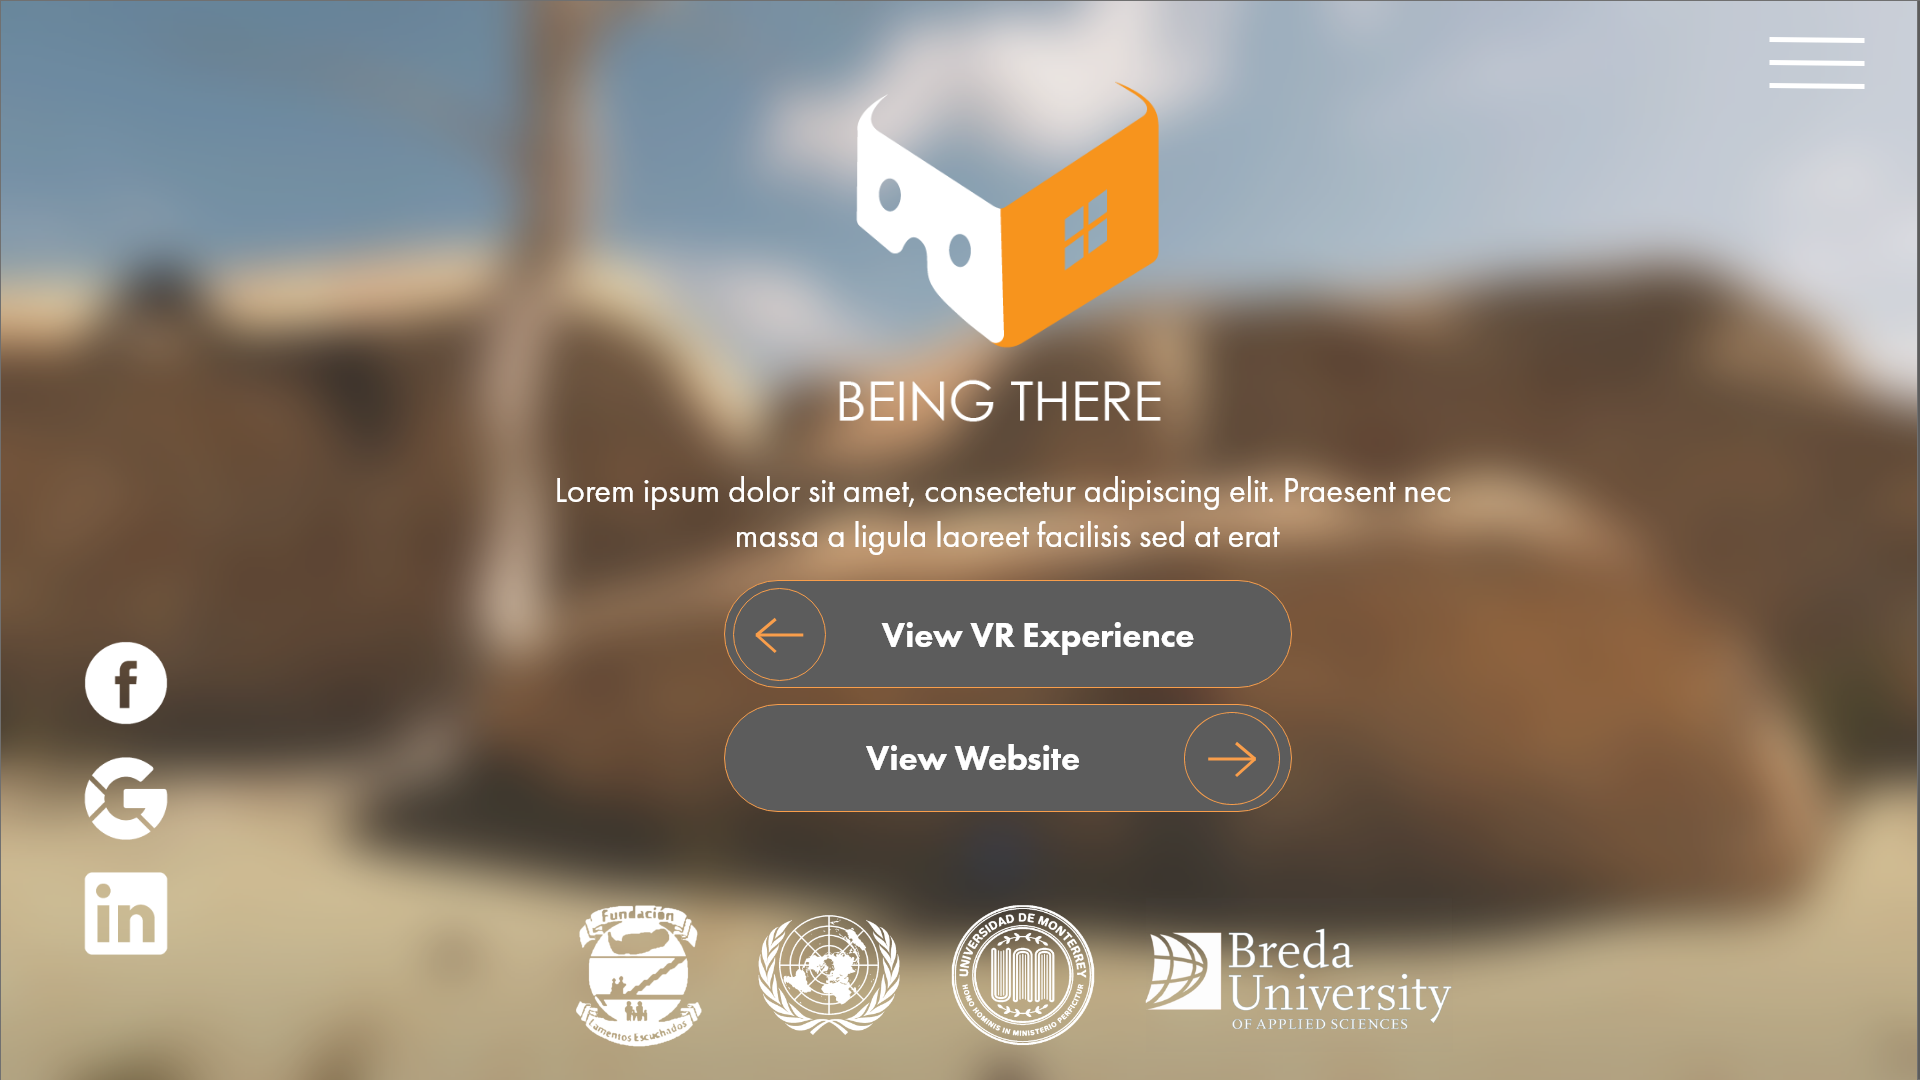 BEING THERE
Lorem ipsum dolor sit amet, consectetur adipiscing elit. Praesent nec
massa a ligula laoreet facilisis sed at erat
View VR Experience
View Website
f
G
in
Fundación
Lamentos Escuchados
UNIVERSIDAD DE MONTERREY
HOMO HOMINIS IN MINISTERIO PERFICITUR
Breda
University
OF APPLIED SCIENCES